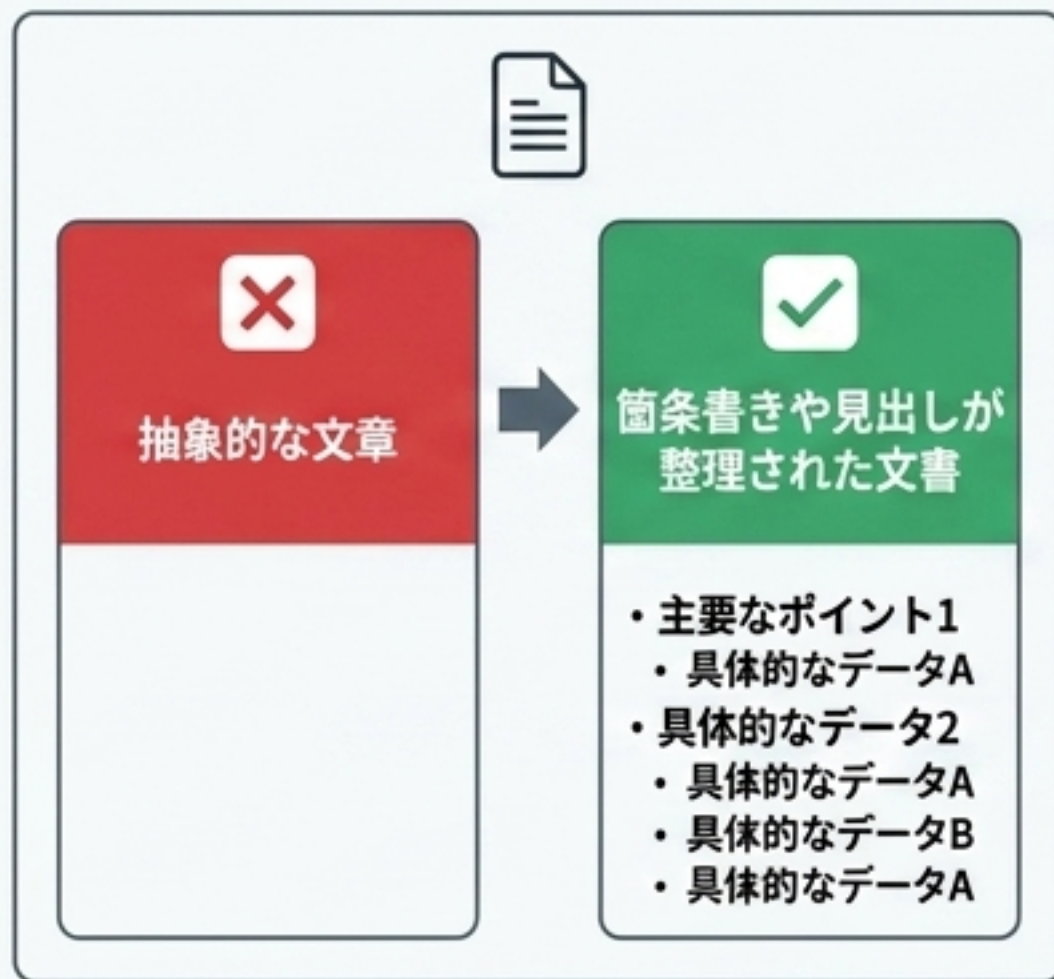 抽象的な文章
箇条書きや見出しが
整理された文書
・主要なポイント1
・具体的なデータA
・具体的なデータ2
・具体的なデータA
・具体的なデータB
・具体的なデータA